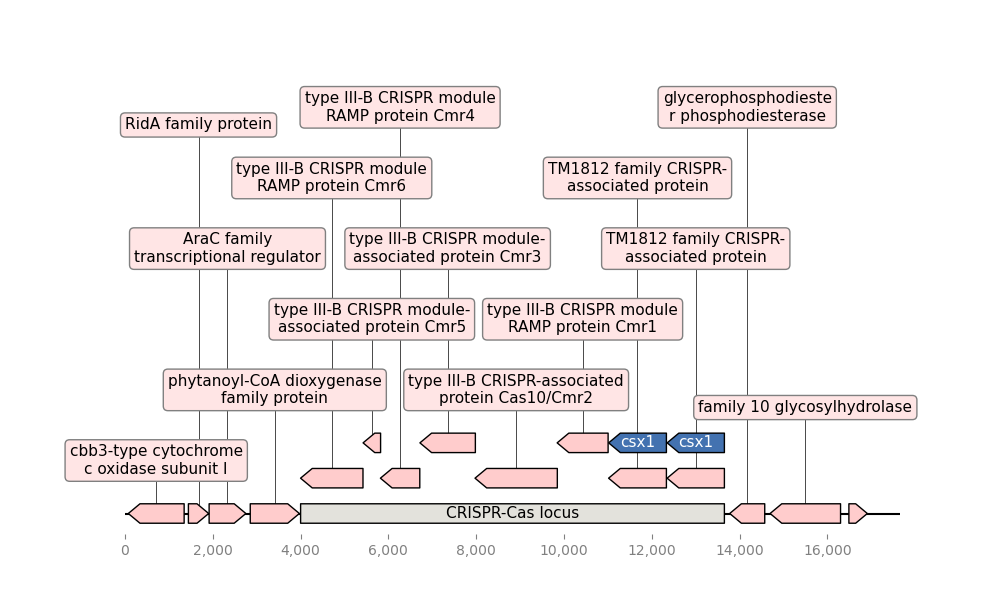 type III-B CRISPR module
RAMP protein Cmr4
glycerophosphodieste
r phosphodiesterase
RidA family protein
type III-B CRISPR module
RAMP protein Cmr6
TM1812 family CRISPR-
associated protein
AraC family
transcriptional regulator
type III-B CRISPR module-
associated protein Cmr3
TM1812 family CRISPR-
associated protein
type III-B CRISPR module-
associated protein Cmr5
type III-B CRISPR module
RAMP protein Cmr1
phytanoyl-CoA dioxygenase
family protein
type III-B CRISPR-associated
protein Cas10/Cmr2
family 10 glycosylhydrolase
cbb3-type cytochrome
c oxidase subunit I
csx1
csx1
CRISPR-Cas locus
0
2,000
4,000
6,000
8,000
10,000
12,000
14,000
16,000